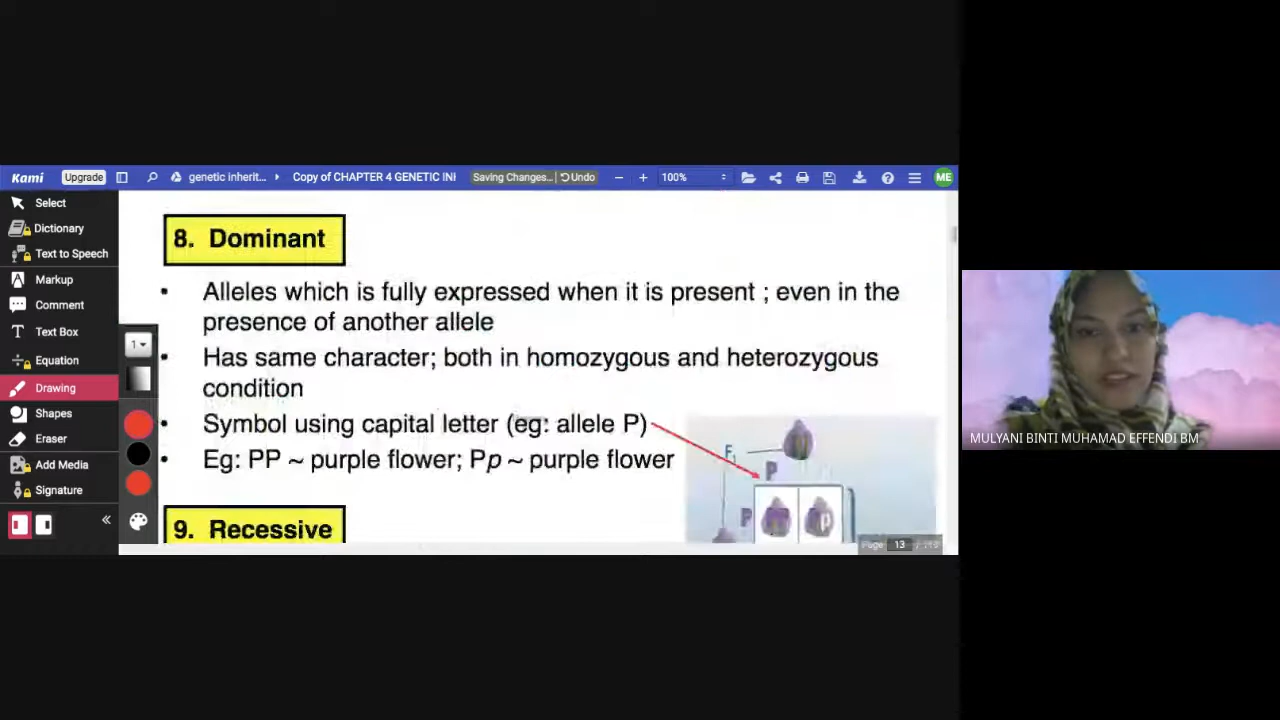 Kami Upgrade genetic inherit... Copy of CHAPTER 4 GENETIC INI Saving Changes... Undo 100% ME
Select
Dictionary
Text to Speech
Markup
Comment
Text Box
Equation
Drawing
Shapes
Eraser
Add Media
Signature
1
8. Dominant
• Alleles which is fully expressed when it is present ; even in the
presence of another allele
• Has same character; both in homozygous and heterozygous
condition
• Symbol using capital letter (eg: allele P)
• Eg: PP ~ purple flower; Pp ~ purple flower
F1
P
P
p
9. Recessive
Page 13
MULYANI BINTI MUHAMAD EFFENDI BM